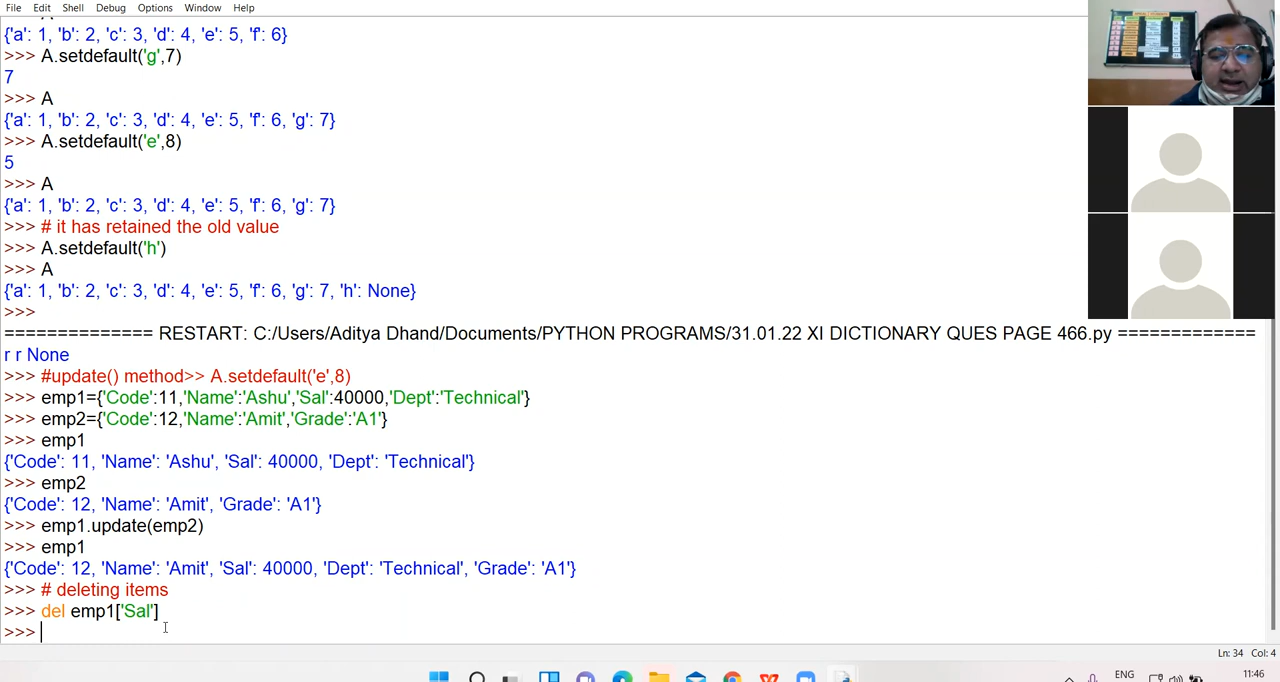 File Edit Shell Debug Options Window Help
{'a': 1, 'b': 2, 'c': 3, 'd': 4, 'e': 5, 'f': 6}
>>> A.setdefault('g',7)
7
>>> A
{'a': 1, 'b': 2, 'c': 3, 'd': 4, 'e': 5, 'f': 6, 'g': 7}
>>> A.setdefault('e',8)
5
>>> A
{'a': 1, 'b': 2, 'c': 3, 'd': 4, 'e': 5, 'f': 6, 'g': 7}
>>> # it has retained the old value
>>> A.setdefault('h')
>>> A
{'a': 1, 'b': 2, 'c': 3, 'd': 4, 'e': 5, 'f': 6, 'g': 7, 'h': None}
>>>
============== RESTART: C:/Users/Aditya Dhand/Documents/PYTHON PROGRAMS/31.01.22 XI DICTIONARY QUES PAGE 466.py =============
r r None
>>> #update() method>> A.setdefault('e',8)
>>> emp1={'Code':11,'Name':'Ashu','Sal':40000,'Dept':'Technical'}
>>> emp2={'Code':12,'Name':'Amit','Grade':'A1'}
>>> emp1
{'Code': 11, 'Name': 'Ashu', 'Sal': 40000, 'Dept': 'Technical'}
>>> emp2
{'Code': 12, 'Name': 'Amit', 'Grade': 'A1'}
>>> emp1.update(emp2)
>>> emp1
{'Code': 12, 'Name': 'Amit', 'Sal': 40000, 'Dept': 'Technical', 'Grade': 'A1'}
>>> # deleting items
>>> del emp1['Sal']
>>>
Ln: 34 Col: 4
ENG 11:46